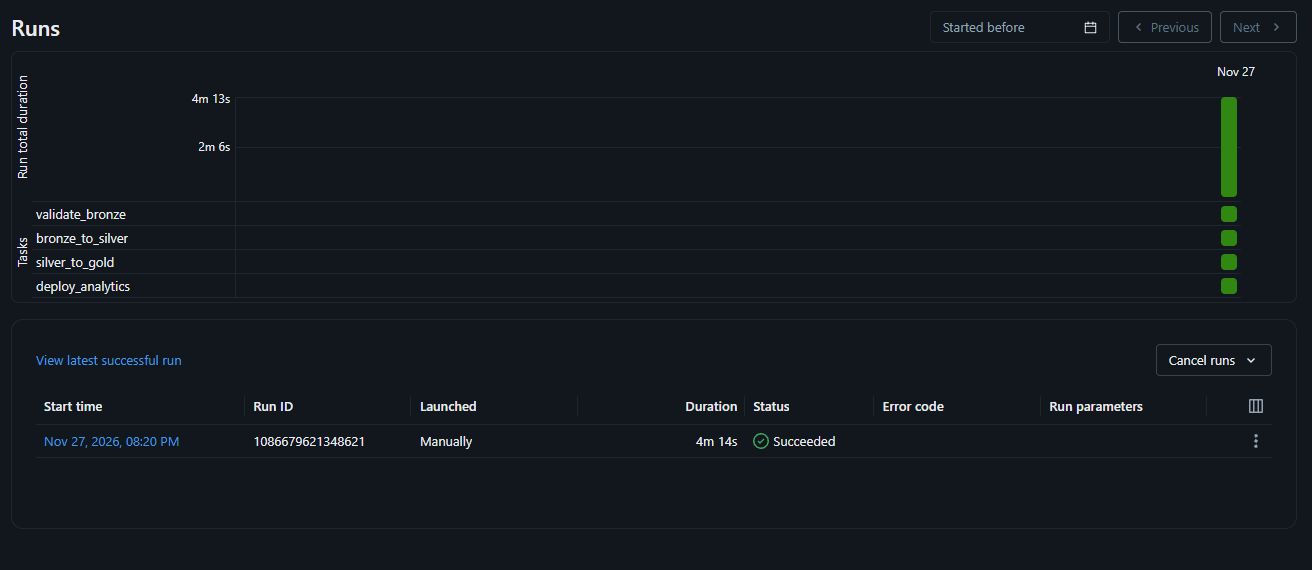 Runs
Started before
Previous
Next
Nov 27
Run total duration
4m 13s
2m 6s
Tasks
validate_bronze
bronze_to_silver
silver_to_gold
deploy_analytics
View latest successful run
Cancel runs
Start time Run ID Launched Duration Status Error code Run parameters
Nov 27, 2026, 08:20 PM 1086679621348621 Manually 4m 14s Succeeded